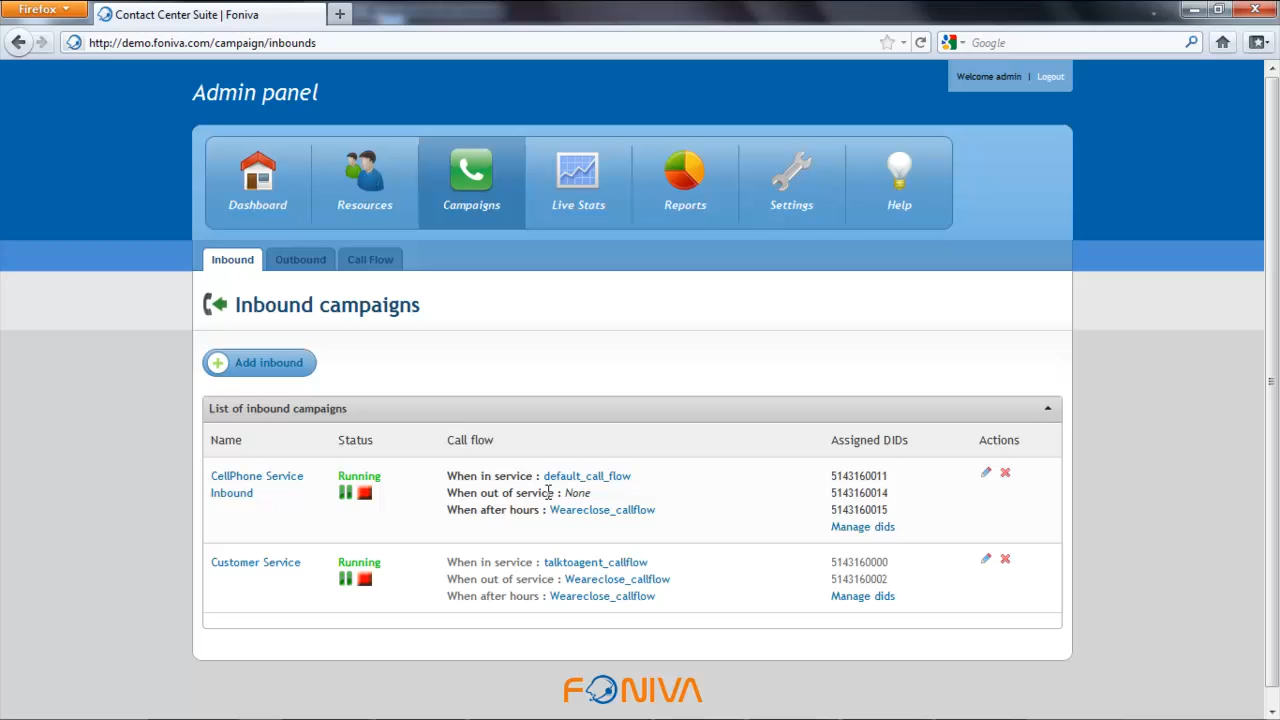 Firefox
Contact Center Suite | Foniva
http://demo.foniva.com/campaign/inbounds
Google
Welcome admin | Logout
Admin panel
Dashboard
Resources
Campaigns
Live Stats
Reports
Settings
Help
Inbound
Outbound
Call Flow
Inbound campaigns
Add inbound
List of inbound campaigns
Name Status Call flow Assigned DIDs Actions
CellPhone Service Running When in service : default_call_flow 5143160011
Inbound When out of service : None 5143160014
When after hours : Weareclose_callflow 5143160015
Manage dids
Customer Service Running When in service : talktoagent_callflow 5143160000
When out of service : Weareclose_callflow 5143160002
When after hours : Weareclose_callflow Manage dids
FONIVA